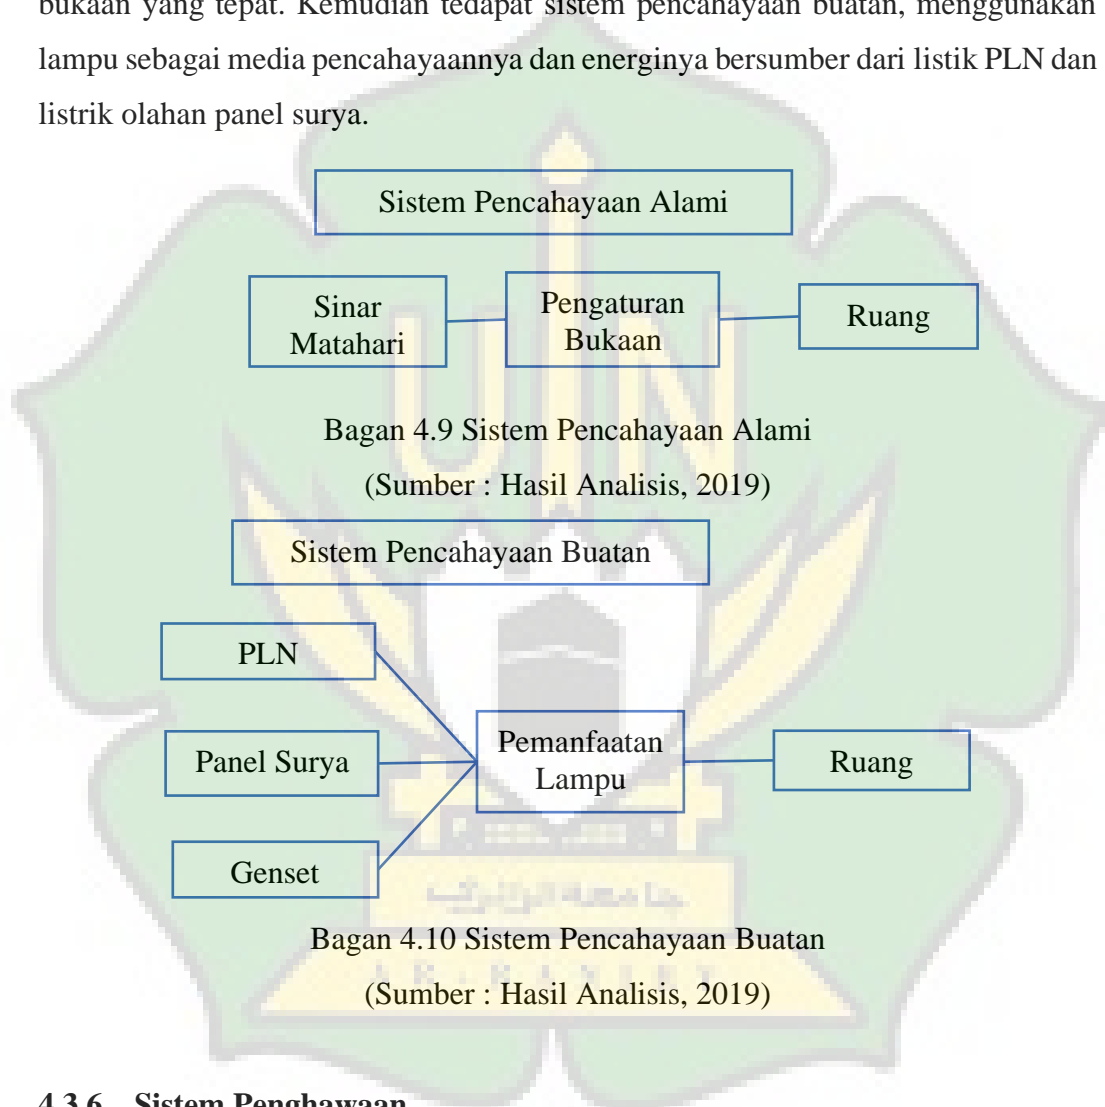 bukaan yang tepat. Kemudian tedapat sistem pencahayaan buatan, menggunakan
lampu sebagai media pencahayaannya dan energinya bersumber dari listik PLN dan
listrik olahan panel surya.
Sistem Pencahayaan Alami
Sinar
Matahari
Pengaturan
Bukaan
Ruang
Bagan 4.9 Sistem Pencahayaan Alami
(Sumber : Hasil Analisis, 2019)
Sistem Pencahayaan Buatan
PLN
Panel Surya
Genset
Pemanfaatan
Lampu
Ruang
Bagan 4.10 Sistem Pencahayaan Buatan
(Sumber : Hasil Analisis, 2019)
4.3.6 Sistem Penghawaan
UIN
AR-RANIRY